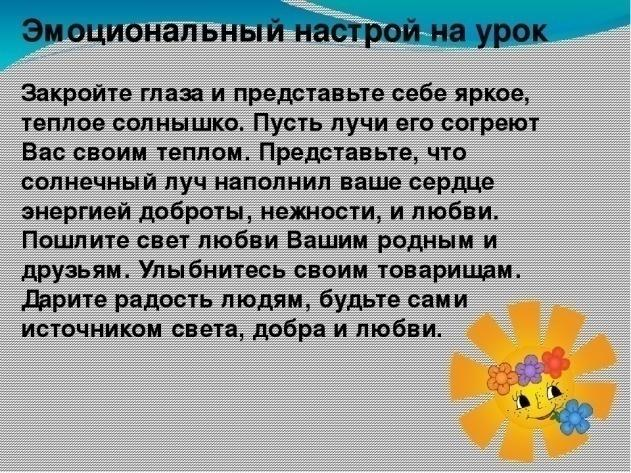 Эмоциональный настрой на урок
Закройте глаза и представьте себе яркое,
теплое солнышко. Пусть лучи его согреют
Вас своим теплом. Представьте, что
солнечный луч наполнил ваше сердце
энергией доброты, нежности, и любви.
Пошлите свет любви Вашим родным и
друзьям. Улыбнитесь своим товарищам.
Дарите радость людям, будьте сами
источником света, добра и любви.